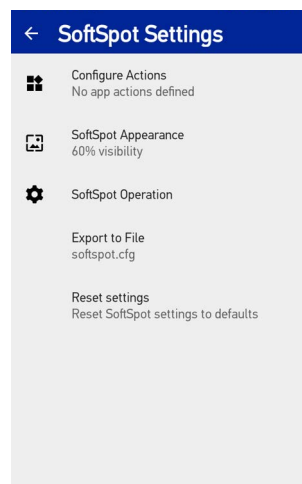 SoftSpot Settings
Configure Actions
No app actions defined
SoftSpot Appearance
60% visibility
SoftSpot Operation
Export to File
softspot.cfg
Reset settings
Reset SoftSpot settings to defaults